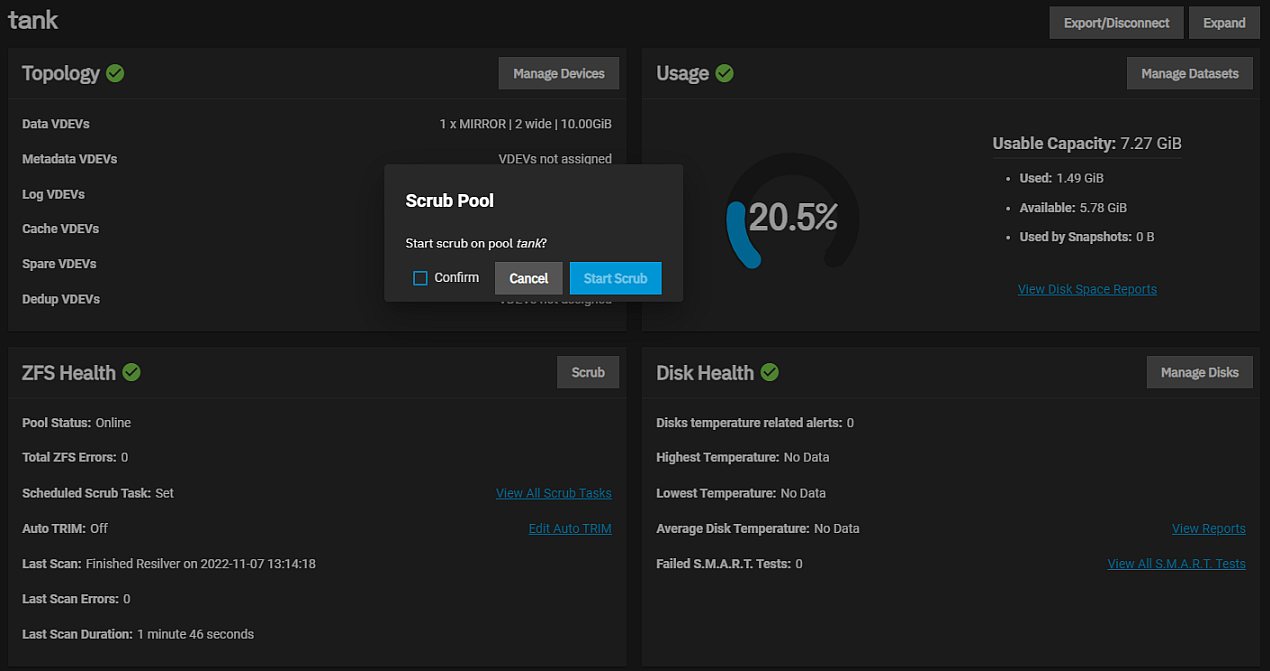 tank
Export/Disconnect
Expand
Topology
Manage Devices
Data VDEVs
1 x MIRROR | 2 wide | 10.00GiB
Metadata VDEVs
VDEVs not assigned
Log VDEVs
Cache VDEVs
Spare VDEVs
Dedup VDEVs
VDEVs not assigned
Usage
Manage Datasets
20.5%
Usable Capacity: 7.27 GiB
• Used: 1.49 GiB
• Available: 5.78 GiB
• Used by Snapshots: 0 B
View Disk Space Reports
Scrub Pool
Start scrub on pool tank?
Confirm
Cancel
Start Scrub
ZFS Health
Scrub
Pool Status: Online
Total ZFS Errors: 0
Scheduled Scrub Task: Set
View All Scrub Tasks
Auto TRIM: Off
Edit Auto TRIM
Last Scan: Finished Resilver on 2022-11-07 13:14:18
Last Scan Errors: 0
Last Scan Duration: 1 minute 46 seconds
Disk Health
Manage Disks
Disks temperature related alerts: 0
Highest Temperature: No Data
Lowest Temperature: No Data
Average Disk Temperature: No Data
View Reports
Failed S.M.A.R.T. Tests: 0
View All S.M.A.R.T. Tests